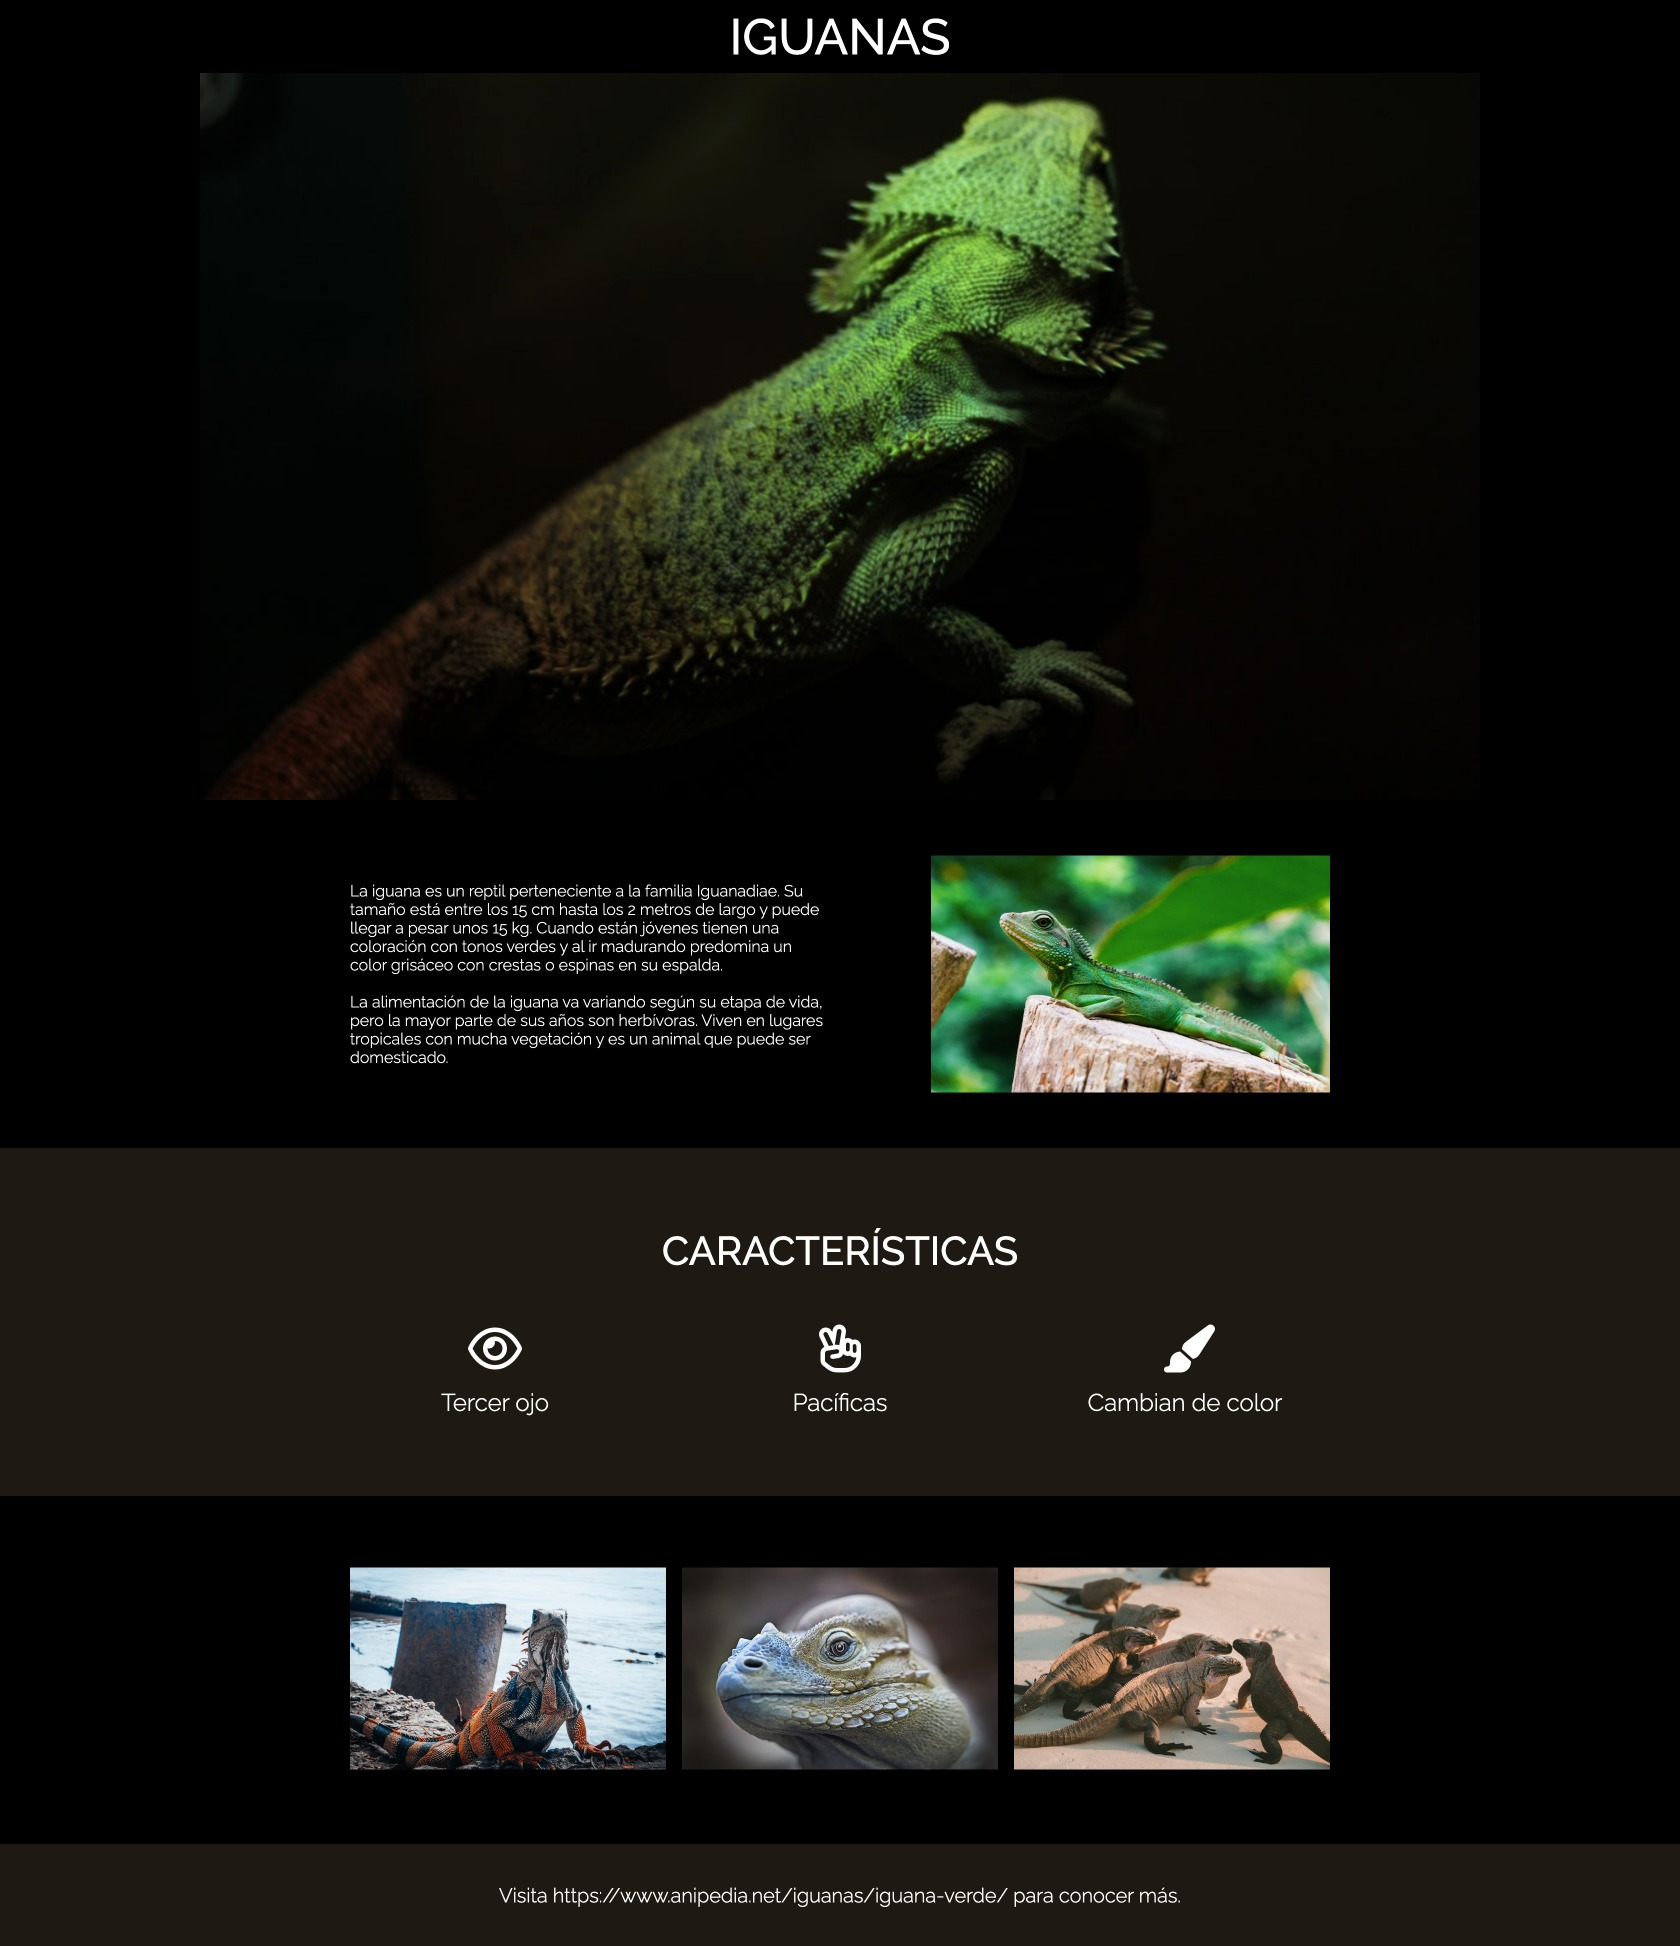 IGUANAS
La iguana es un reptil perteneciente a la familia Iguanadiae. Su
tamaño está entre los 15 cm hasta los 2 metros de largo y puede
llegar a pesar unos 15 kg. Cuando están jóvenes tienen una
coloración con tonos verdes y al ir madurando predomina un
color grisáceo con crestas o espinas en su espalda.
La alimentación de la iguana va variando según su etapa de vida,
pero la mayor parte de sus años son herbívoras. Viven en lugares
tropicales con mucha vegetación y es un animal que puede ser
domesticado.
CARACTERÍSTICAS
Tercer ojo
Pacíficas
Cambian de color
Visita https://www.anipedia.net/iguanas/iguana-verde/ para conocer más.